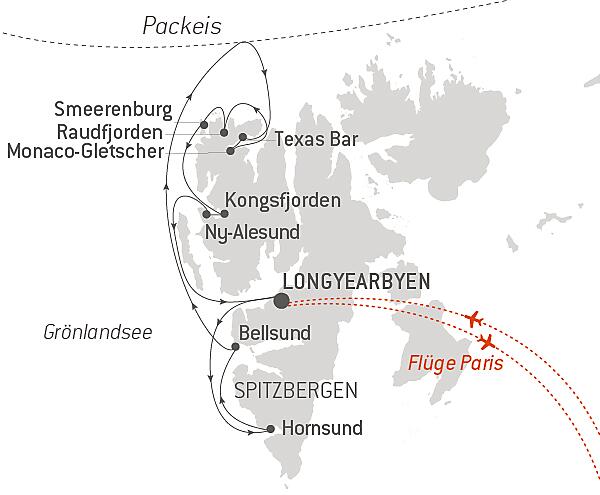 Packeis
Smeerenburg
Raudfjorden
Monaco-Gletscher
Texas Bar
Kongsfjorden
Ny-Alesund
LONGYEARBYEN
Grönlandsee
Bellsund
Flüge Paris
SPITZBERGEN
Hornsund